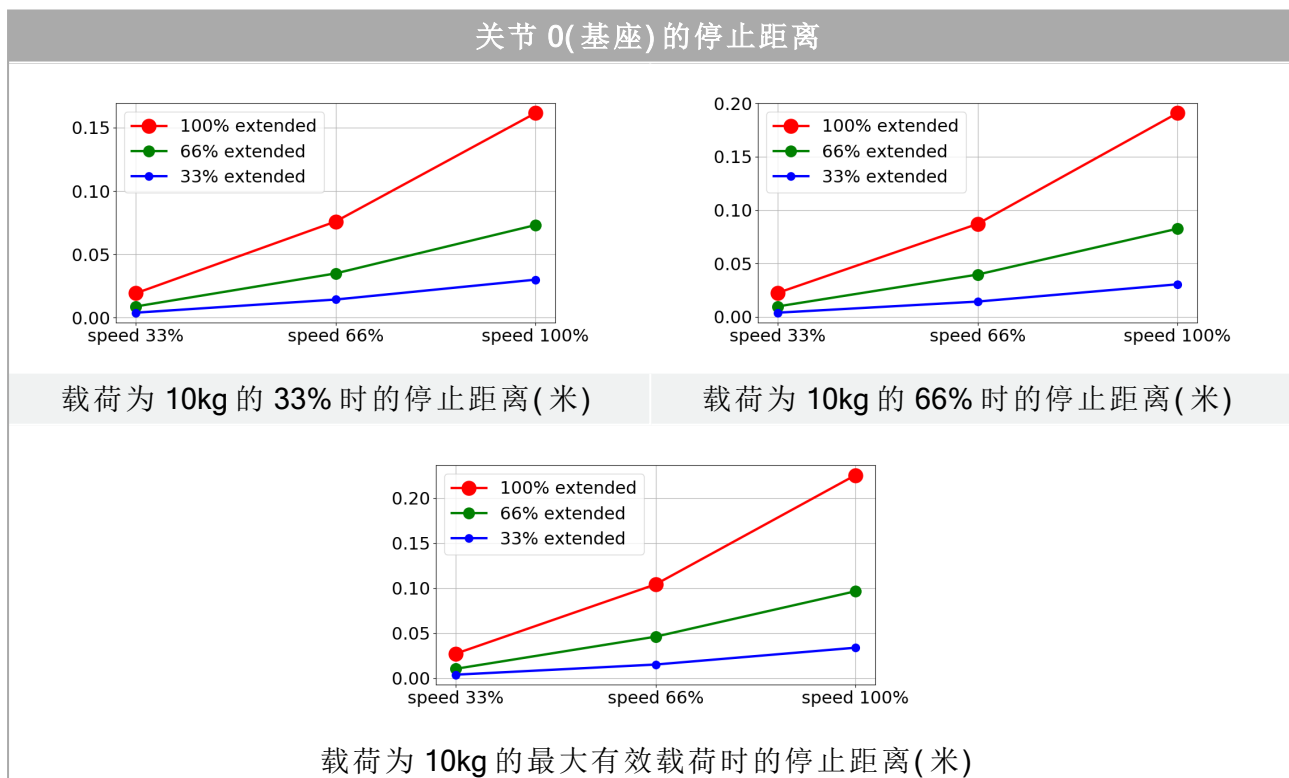 关节 0(基座)的停止距离
100% extended
66% extended
33% extended
0.15
0.10
0.05
0.00
speed 33% speed 66% speed 100%
载荷为 10kg 的 33% 时的停止距离(米)
100% extended
66% extended
33% extended
0.20
0.15
0.10
0.05
0.00
speed 33% speed 66% speed 100%
载荷为 10kg 的 66% 时的停止距离(米)
100% extended
66% extended
33% extended
0.20
0.15
0.10
0.05
0.00
speed 33% speed 66% speed 100%
载荷为 10kg 的最大有效载荷时的停止距离(米)